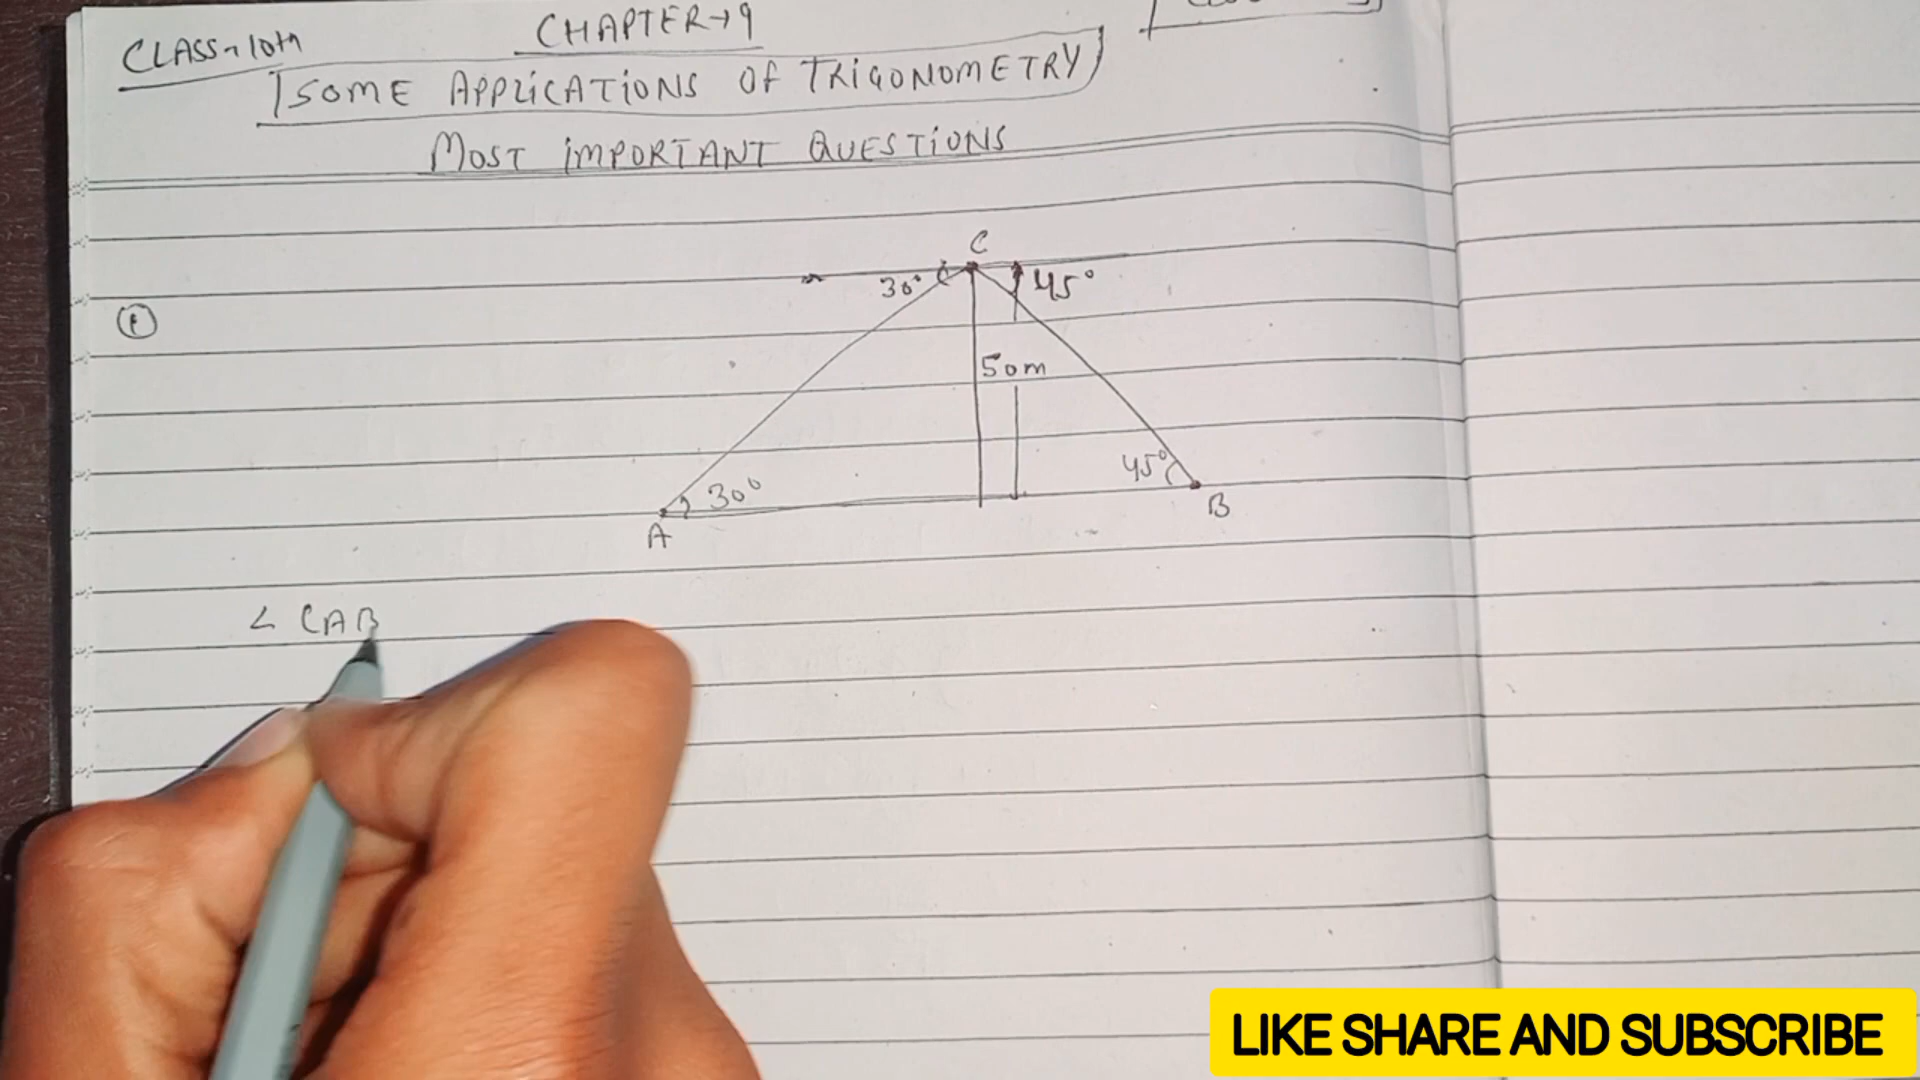 CLASS→10th
CHAPTER→9
SOME APPLiCATiONS OF TRiGONOMETRY
MOST iMPORTANT QUESTiONS
C
30°
45°
1
50m
45°
30°
A
B
< CAB
LIKE SHARE AND SUBSCRIBE